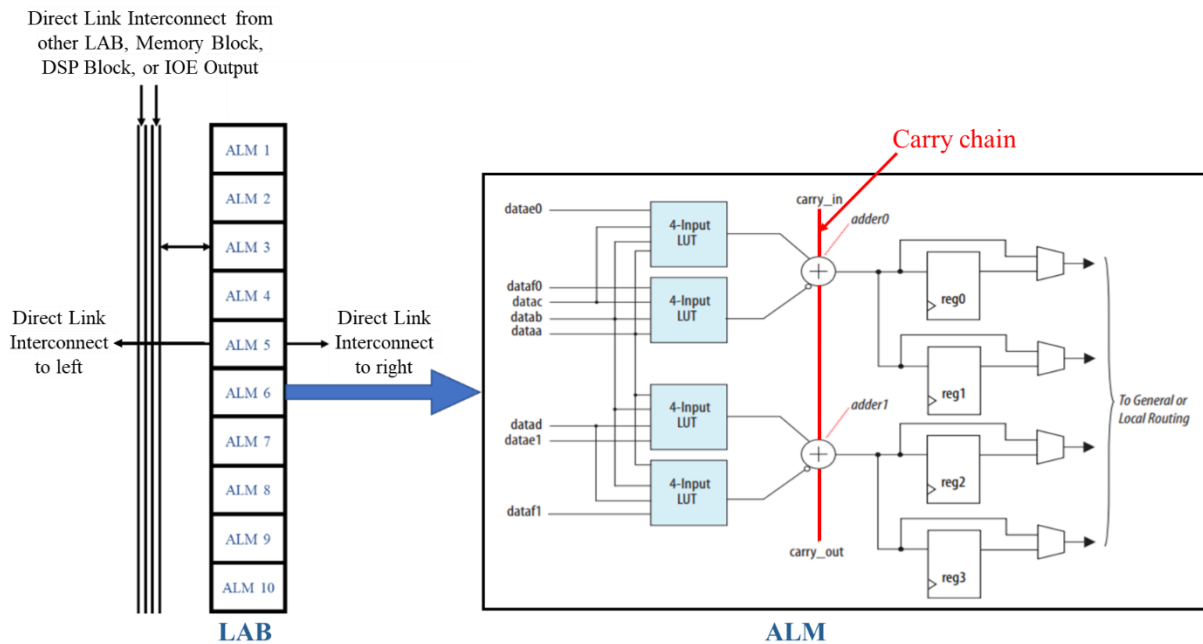 Direct Link Interconnect from
other LAB, Memory Block,
DSP Block, or IOE Output
ALM 1
ALM 2
ALM 3
ALM 4
ALM 5
ALM 6
ALM 7
ALM 8
ALM 9
ALM 10
Direct Link
Interconnect
to left
Direct Link
Interconnect
to right
LAB
Carry chain
carry_in
adder0
datae0
4-Input
LUT
dataf0
datac
datab
dataa
4-Input
LUT
reg0
reg1
adder1
datad
datae1
4-Input
LUT
dataf1
4-Input
LUT
reg2
reg3
carry_out
To General or
Local Routing
ALM